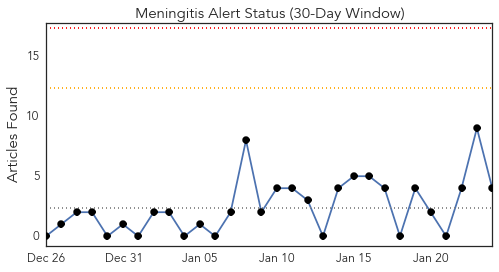 Meningitis Alert Status (30-Day Window)
Articles Found
15
10
5
0
Dec 26 Dec 31 Jan 05 Jan 10 Jan 15 Jan 20